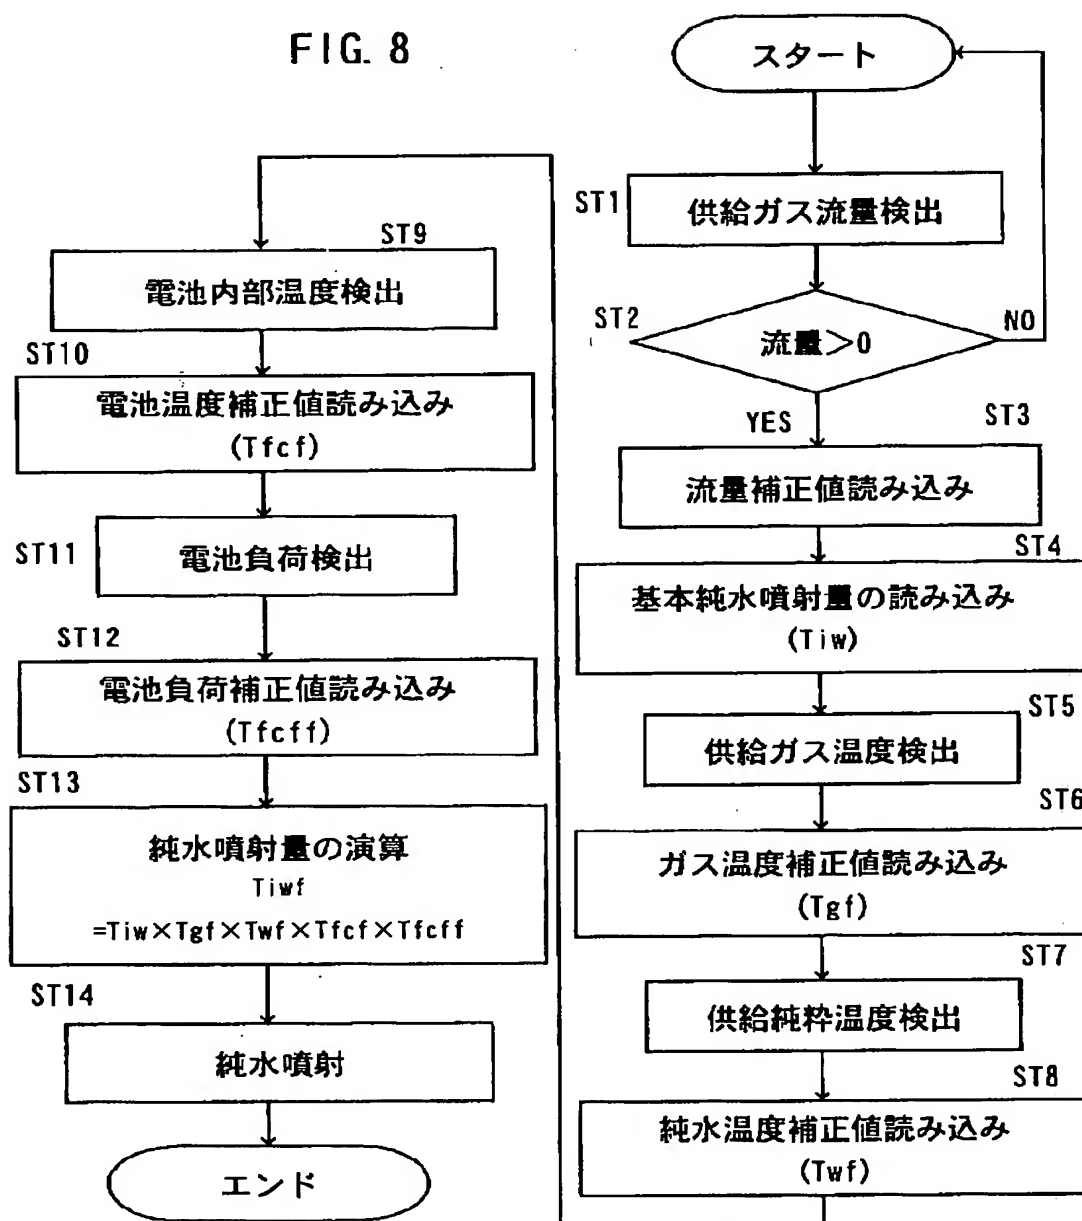 FIG. 8
スタート
ST1
供給ガス流量検出
ST2
流量＞0
NO
YES
ST3
流量補正値読み込み
ST4
基本純水噴射量の読み込み
(Tiw)
ST5
供給ガス温度検出
ST6
ガス温度補正値読み込み
(Tgf)
ST7
供給純粋温度検出
ST8
純水温度補正値読み込み
(Twf)
ST9
電池内部温度検出
ST10
電池温度補正値読み込み
(Tfcf)
ST11
電池負荷検出
ST12
電池負荷補正値読み込み
(Tfcff)
ST13
純水噴射量の演算
Tiwf
=Tiw×Tgf×Twf×Tfcf×Tfcff
ST14
純水噴射
エンド